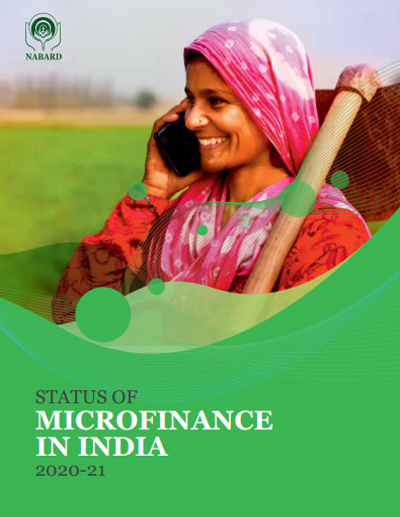 NABARD
STATUS OF
MICROFINANCE
IN INDIA
2020-21